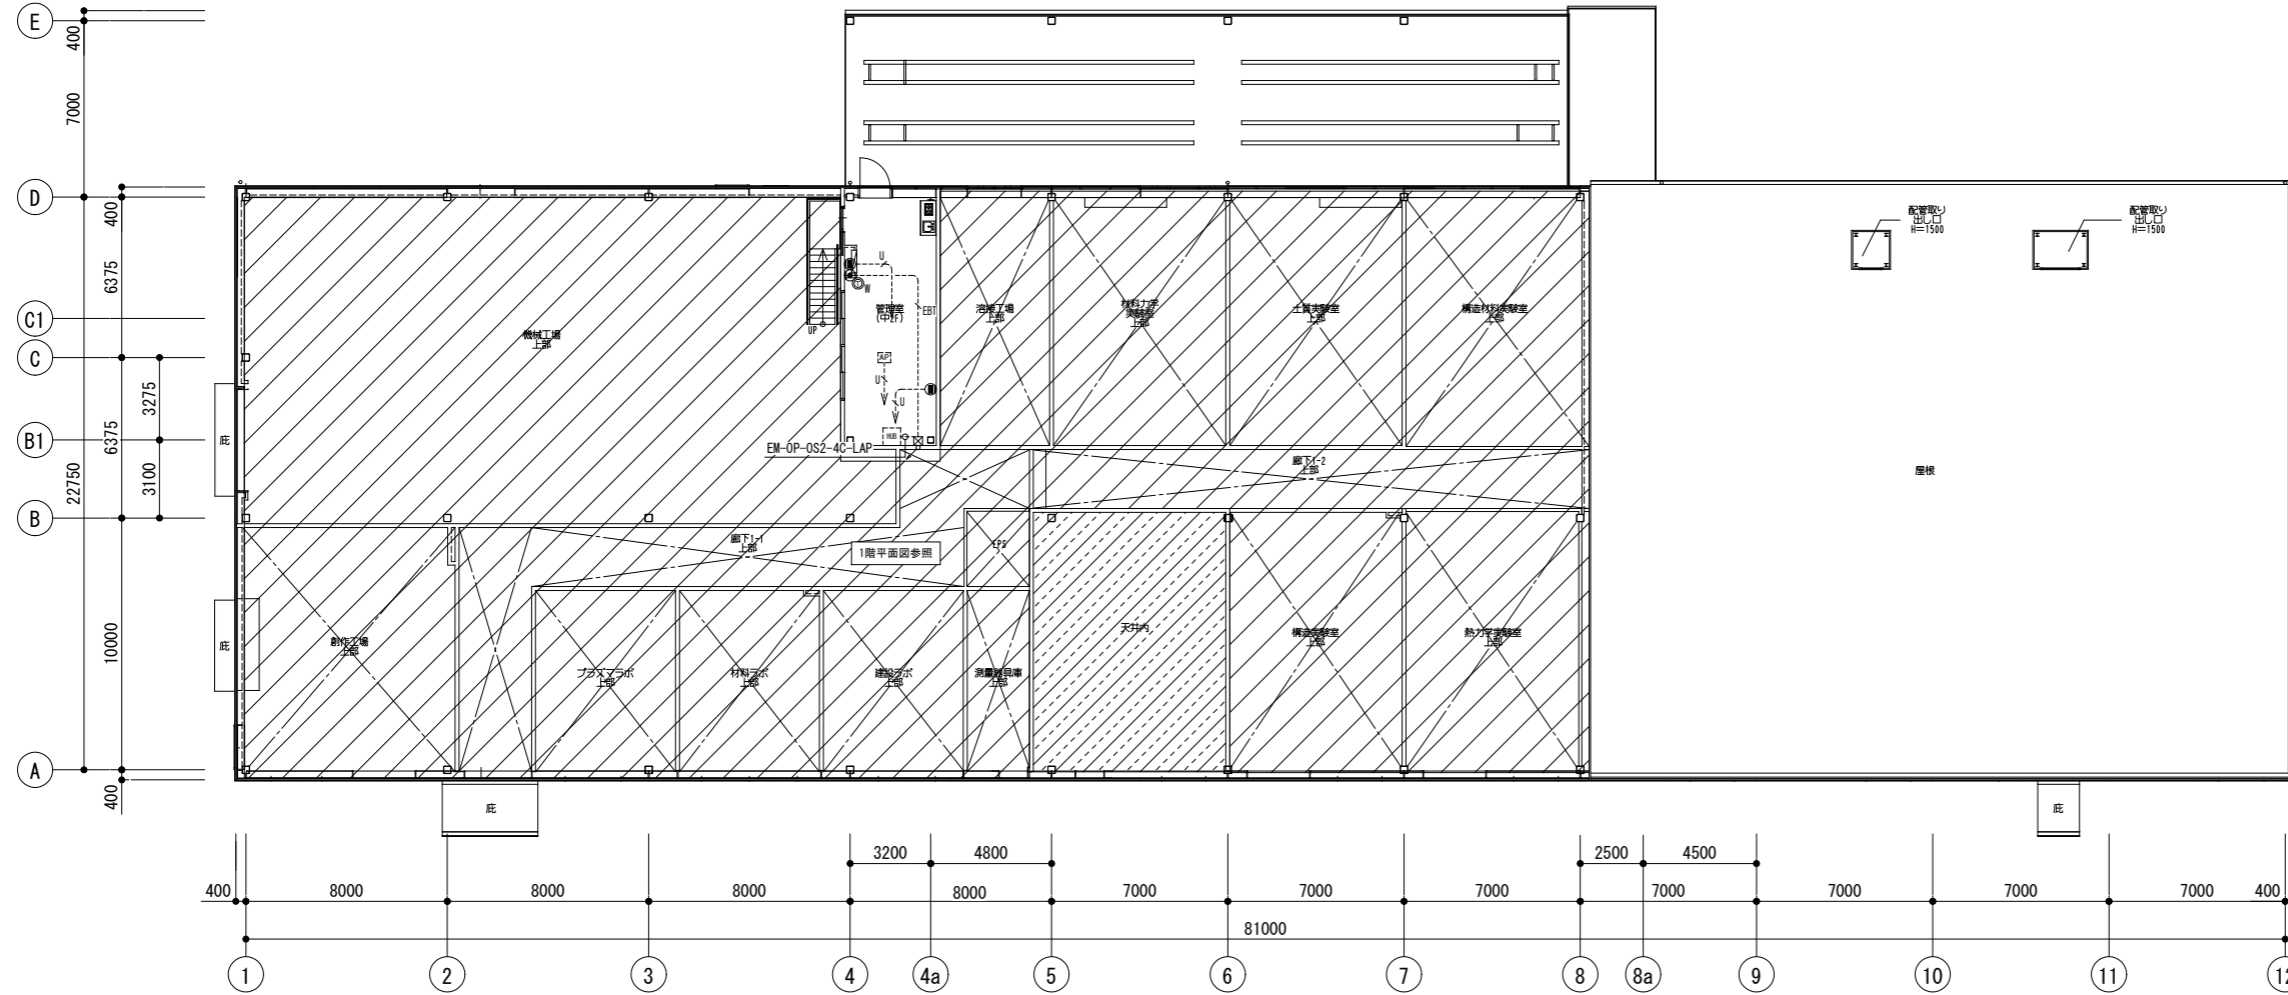 E
400
7000
D
400
6375
C1
C
3275
6375
B1
22750
3100
B
10000
A
400
配管取り
出し口
H=1500
配管取り
出し口
H=1500
機械工場
上部
UP
U
W
管理室
(中2F)
EBT
AP
U
U
HUB
EM-OP-OS2-4C-LAP
溶接工場
上部
材料力学
実験室
上部
土質実験室
上部
構造材料実験室
上部
廊下1-2
上部
屋根
庇
庇
廊下1-1
上部
1階平面図参照
EPS
創作工場
上部
プラズマラボ
上部
材料ラボ
上部
建設ラボ
上部
測量器具庫
上部
天井内
構造実験室
上部
熱力学実験室
上部
庇
庇
3200
4800
2500
4500
400
8000
8000
8000
8000
7000
7000
7000
7000
7000
7000
7000
400
81000
1
2
3
4
4a
5
6
7
8
8a
9
10
11
12